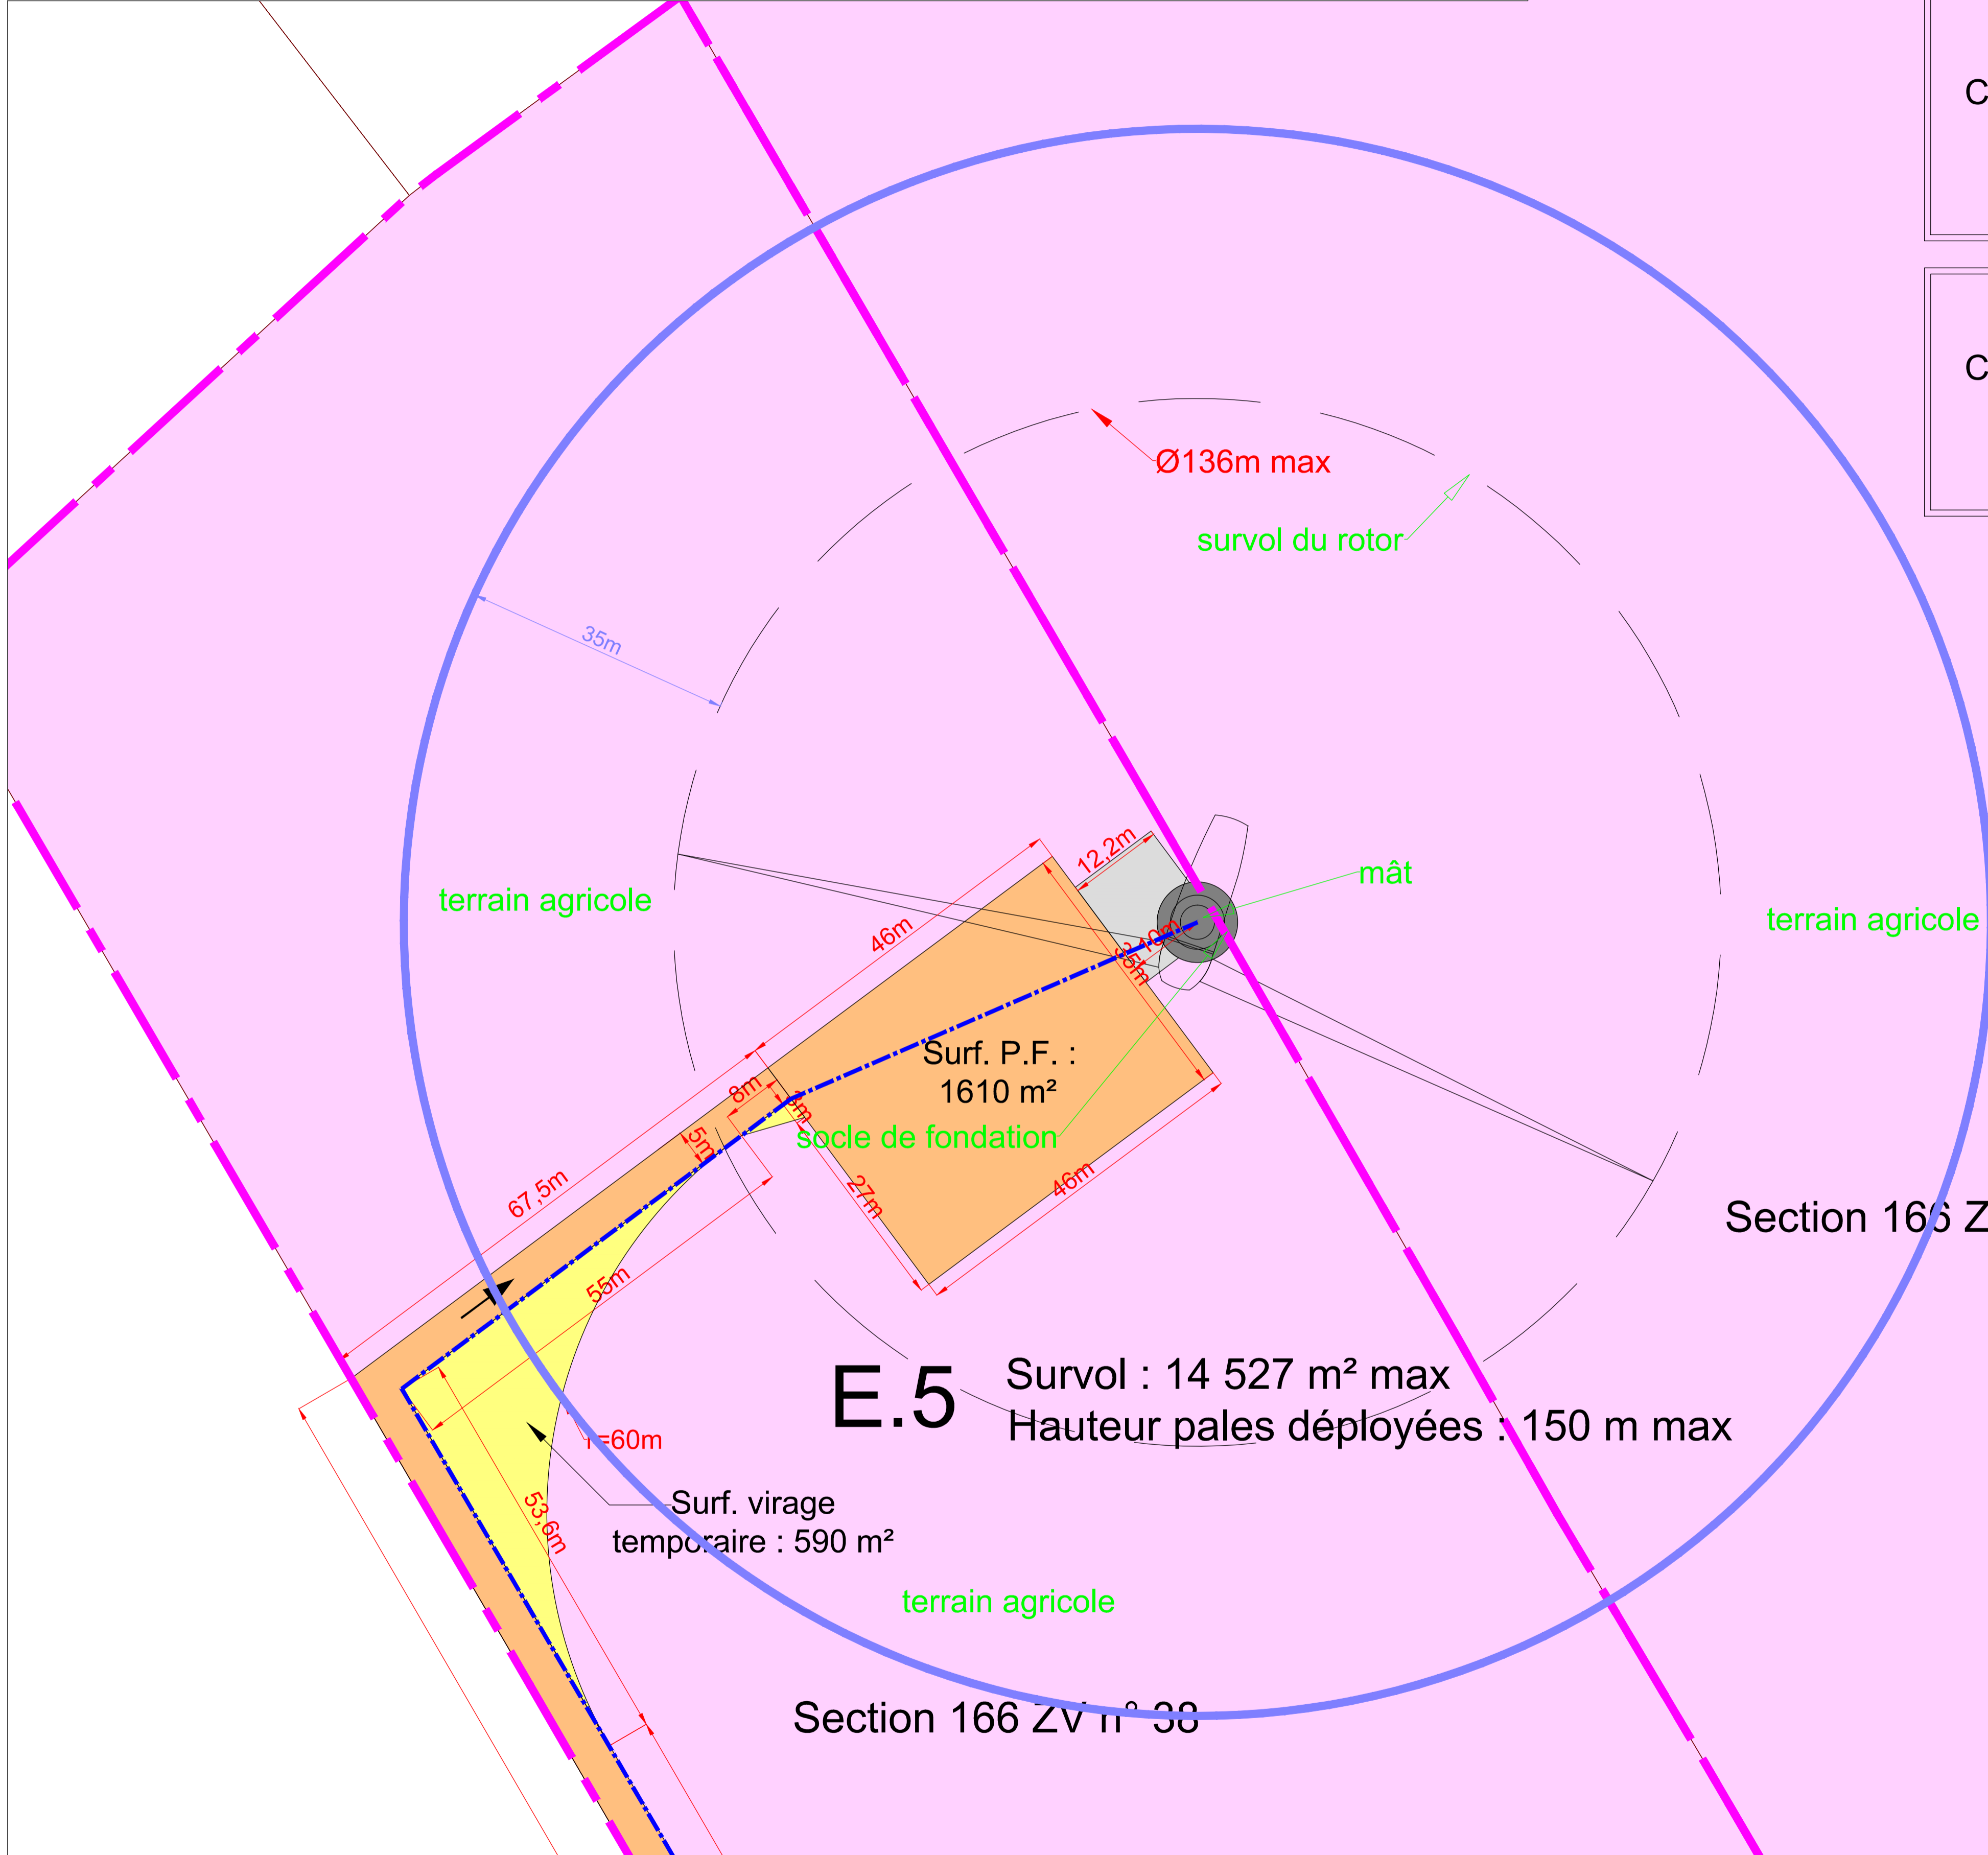 C
C
Ø136m max
survol du rotor
35m
12,2m
mât
terrain agricole
terrain agricole
46m
10m
35m
Surf. P.F. :
1610 m²
8m
socle de fondation
5m
67,5m
27m
46m
Section 166 Z
55m
E.5
Survol : 14 527 m² max
Hauteur pales déployées : 150 m max
r=60m
53,6m
Surf. virage
temporaire : 590 m²
terrain agricole
Section 166 ZV n° 38